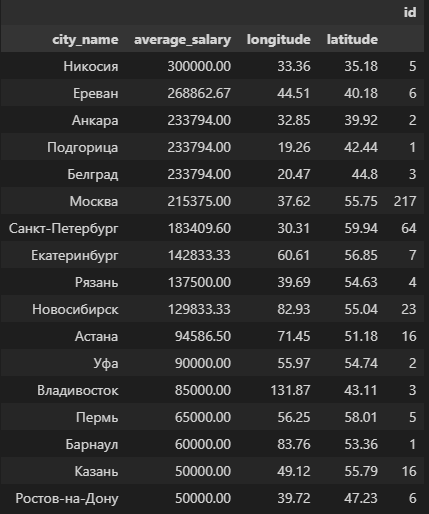 id
city_name average_salary longitude latitude
Никосия 300000.00 33.36 35.18 5
Ереван 268862.67 44.51 40.18 6
Анкара 233794.00 32.85 39.92 2
Подгорица 233794.00 19.26 42.44 1
Белград 233794.00 20.47 44.8 3
Москва 215375.00 37.62 55.75 217
Санкт-Петербург 183409.60 30.31 59.94 64
Екатеринбург 142833.33 60.61 56.85 7
Рязань 137500.00 39.69 54.63 4
Новосибирск 129833.33 82.93 55.04 23
Астана 94586.50 71.45 51.18 16
Уфа 90000.00 55.97 54.74 2
Владивосток 85000.00 131.87 43.11 3
Пермь 65000.00 56.25 58.01 5
Барнаул 60000.00 83.76 53.36 1
Казань 50000.00 49.12 55.79 16
Ростов-на-Дону 50000.00 39.72 47.23 6